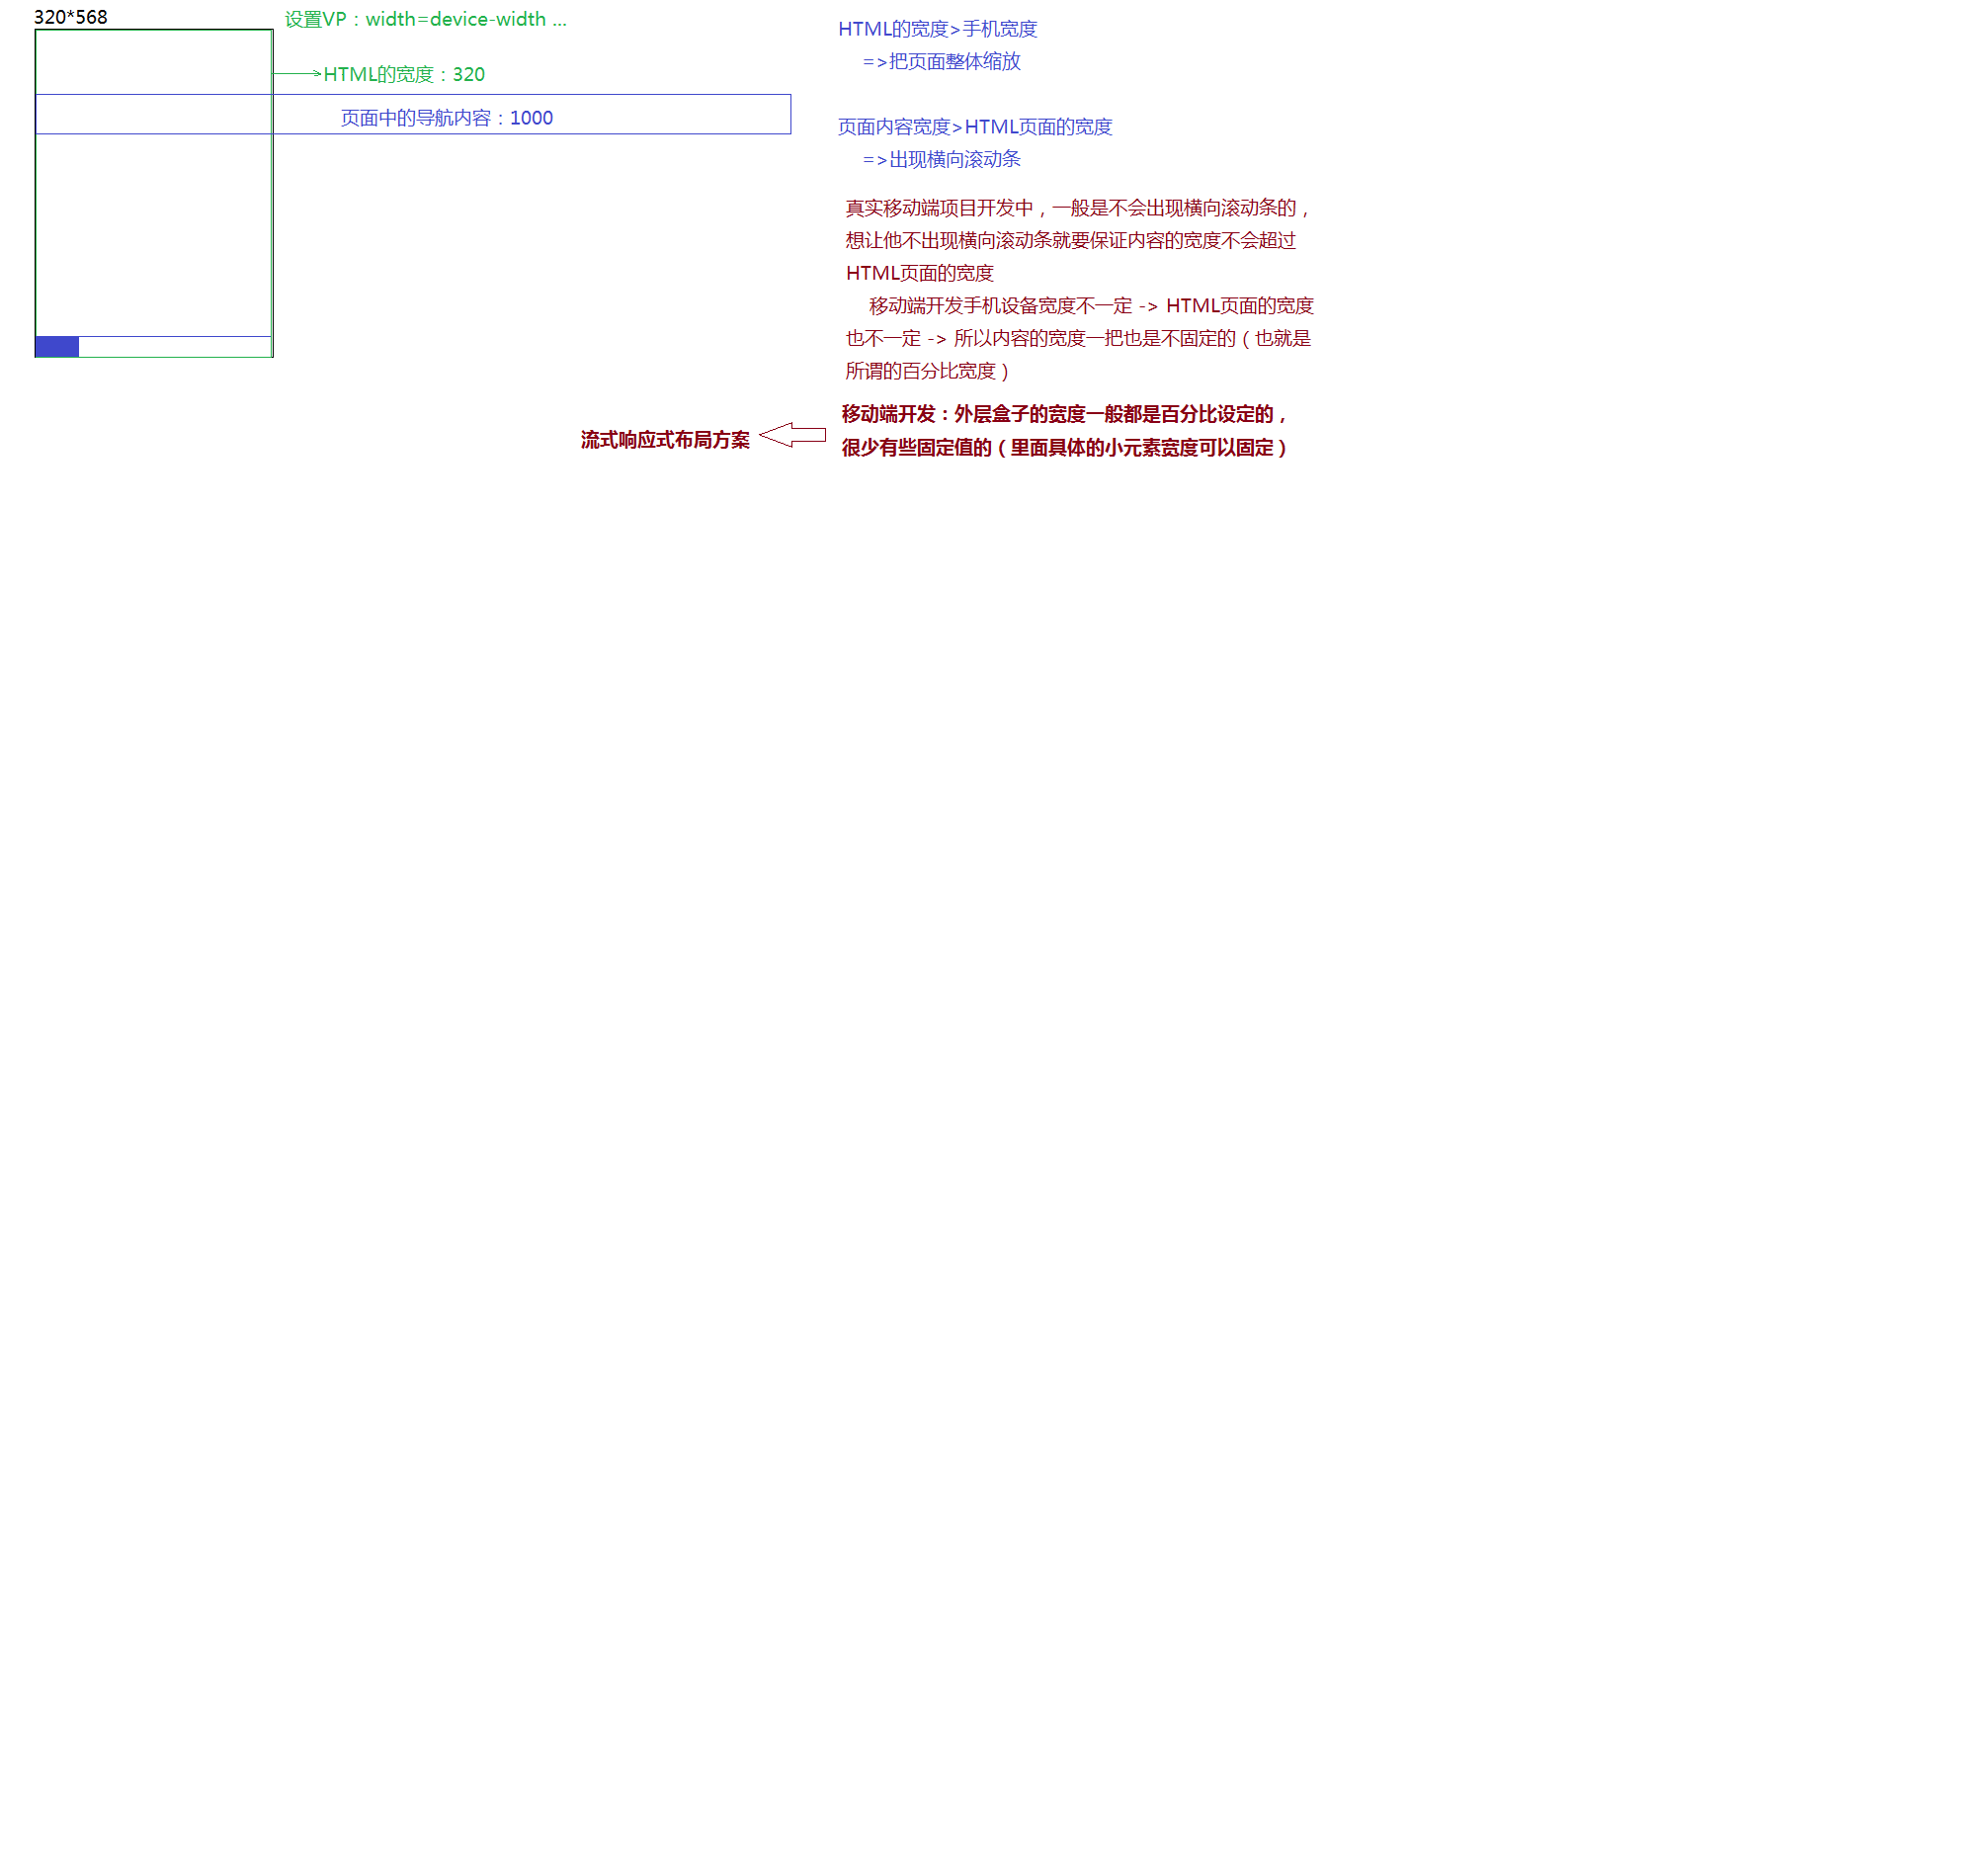 320*568
设置VP：width=device-width ...
HTML的宽度：320
页面中的导航内容：1000
HTML的宽度>手机宽度
=>把页面整体缩放
页面内容宽度>HTML页面的宽度
=>出现横向滚动条
真实移动端项目开发中，一般是不会出现横向滚动条的，
想让他不出现横向滚动条就要保证内容的宽度不会超过
HTML页面的宽度
移动端开发手机设备宽度不一定 -> HTML页面的宽度
也不一定 -> 所以内容的宽度一把也是不固定的（也就是
所谓的百分比宽度）
移动端开发：外层盒子的宽度一般都是百分比设定的，
很少有些固定值的（里面具体的小元素宽度可以固定）
流式响应式布局方案